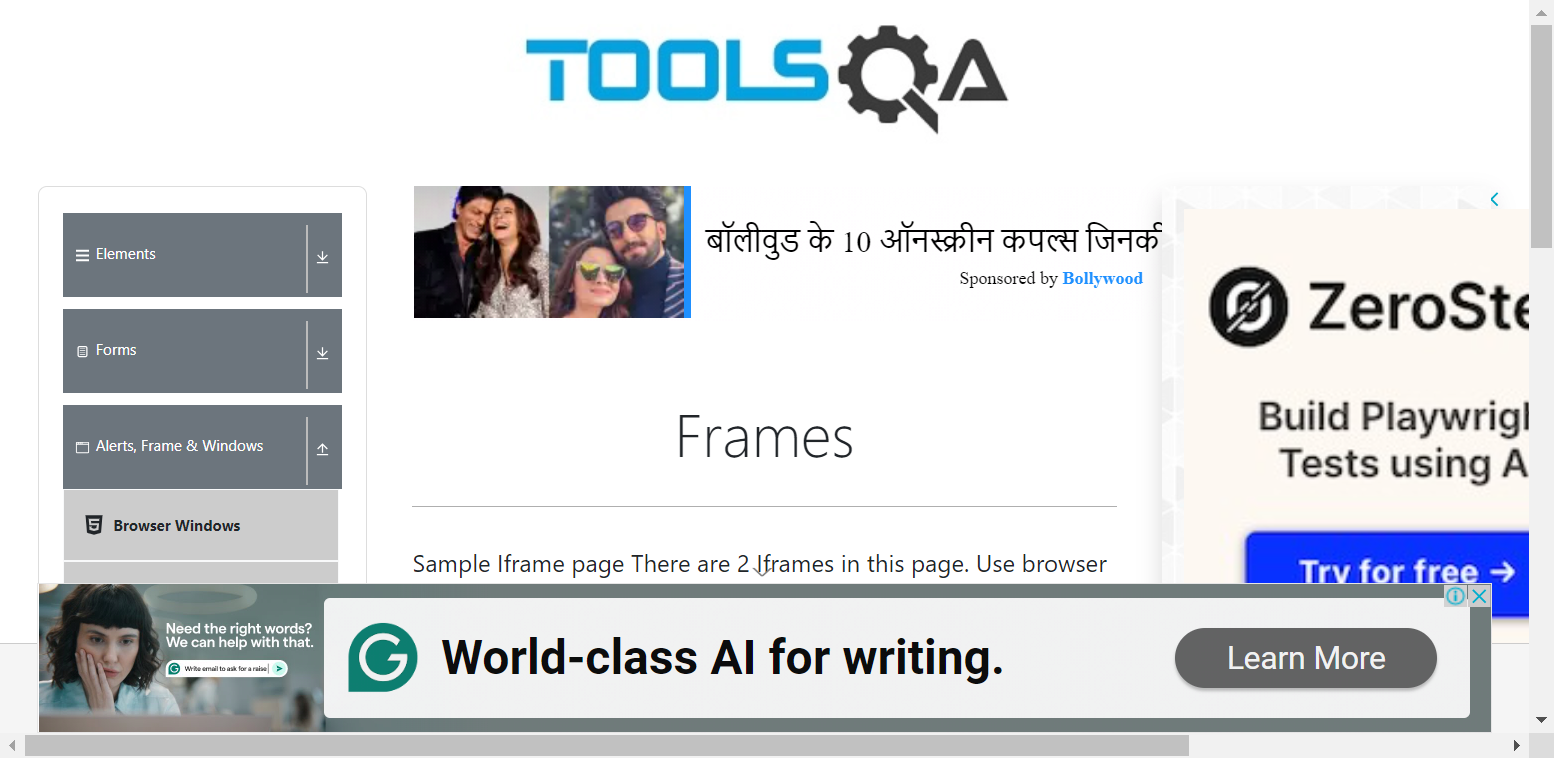 TOOLSQA
Elements
Forms
Alerts, Frame & Windows
Browser Windows
बॉलीवुड के 10 ऑनस्क्रीन कपल्स जिनकी
Sponsored by Bollywood
Frames
Sample Iframe page There are 2 Iframes in this page. Use browser
ZeroSte
Build Playwrigh
Tests using A
Try for free →
Need the right words?
We can help with that.
Write email to ask for a raise
World-class AI for writing.
Learn More